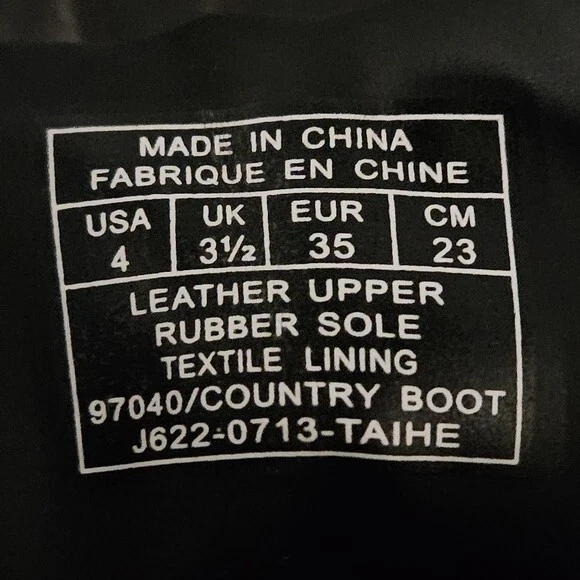 MADE IN CHINA
FABRIQUE EN CHINE
USA UK EUR CM
4 3½ 35 23
LEATHER UPPER
RUBBER SOLE
TEXTILE LINING
97040/COUNTRY BOOT
J622-0713-TAIHE